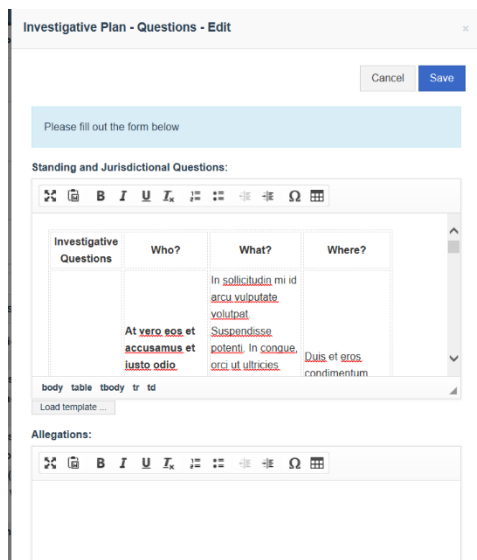 Investigative Plan - Questions - Edit
×
Cancel
Save
Please fill out the form below
Standing and Jurisdictional Questions:
B I U Ix Ω
Investigative Questions
Who?
What?
Where?
At vero eos et
accusamus et
iusto odio
In sollicitudin mi id
arcu vulputate
volutpat.
Suspendisse
potenti. In congue,
orci ut ultricies
Duis et eros
condimentum
body table tbody tr td
Load template ...
Allegations:
B I U Ix Ω